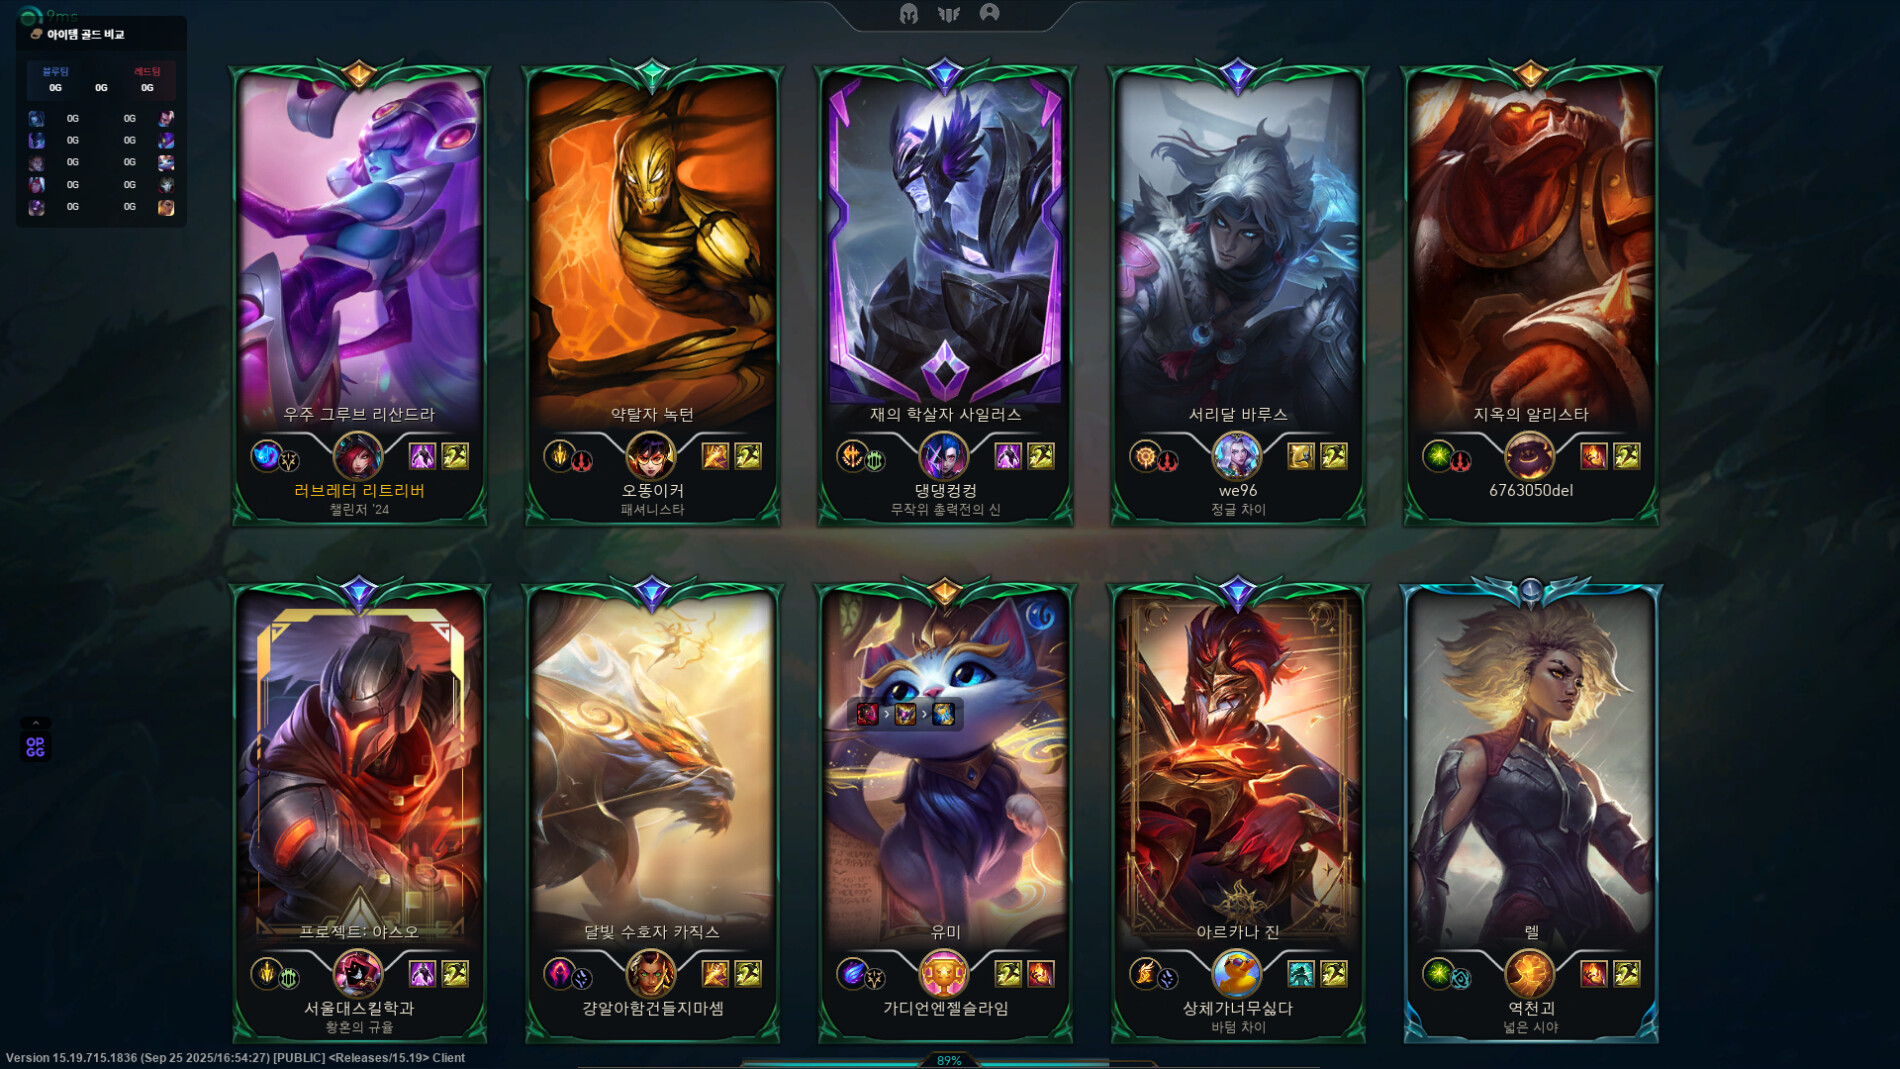 9ms
아이템 골드 비교
블루팀 레드팀
0G 0G 0G
0G 0G
0G 0G
0G 0G
0G 0G
0G 0G
우주 그루브 리산드라
러브레터 리트리버
챌린저 '24
약탈자 녹턴
오똥이커
패셔니스타
재의 학살자 사일러스
댕댕컹컹
무작위 총력전의 신
서리달 바루스
we96
정글 차이
지옥의 알리스타
6763050del
OP
GG
프로젝트: 야스오
서울대스킬학과
황혼의 규율
달빛 수호자 카직스
걍알아함건들지마셈
유미
가디언엔젤슬라임
아르카나 진
상체가너무싫다
바텀 차이
렐
역천괴
넓은 시야
Version 15.19.715.1836 (Sep 25 2025/16:54:27) [PUBLIC] <Releases/15.19> Client
89%